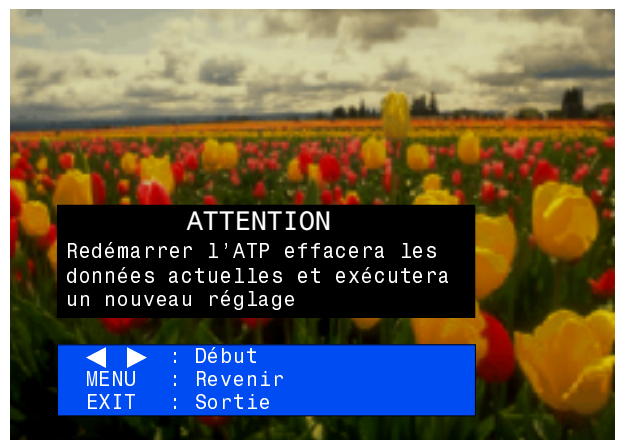 ATTENTION
Redémarrer l'ATP effacera les
données actuelles et exécutera
un nouveau réglage
◀ ▶ : Début
MENU : Revenir
EXIT : Sortie